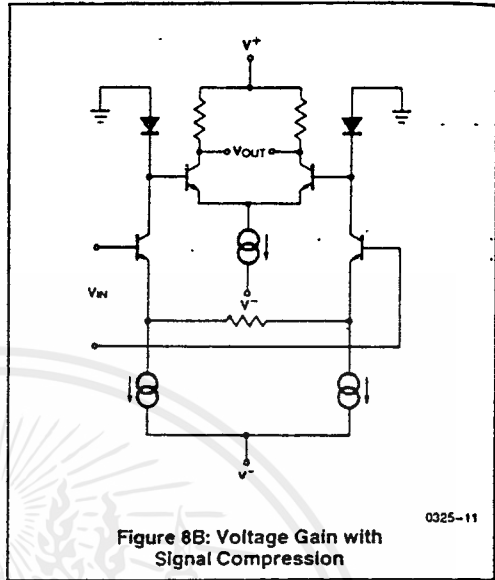 V+
VOUT
VIN
V−
V−
0325–11
Figure 8B: Voltage Gain with
Signal Compression